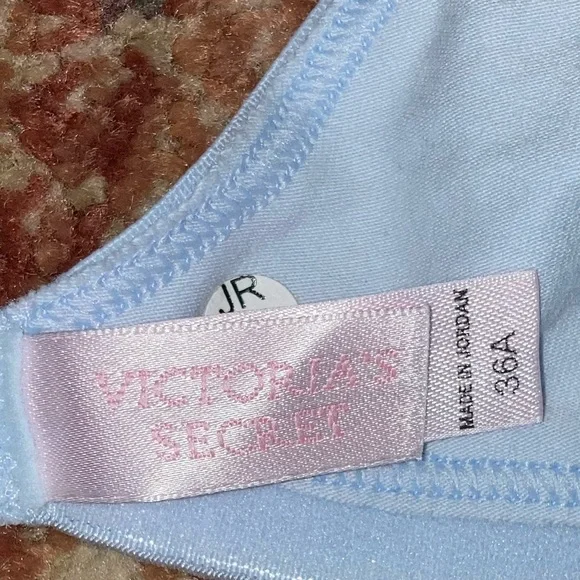 JR
VICTORIA'S
SECRET
MADE IN JORDAN
36A